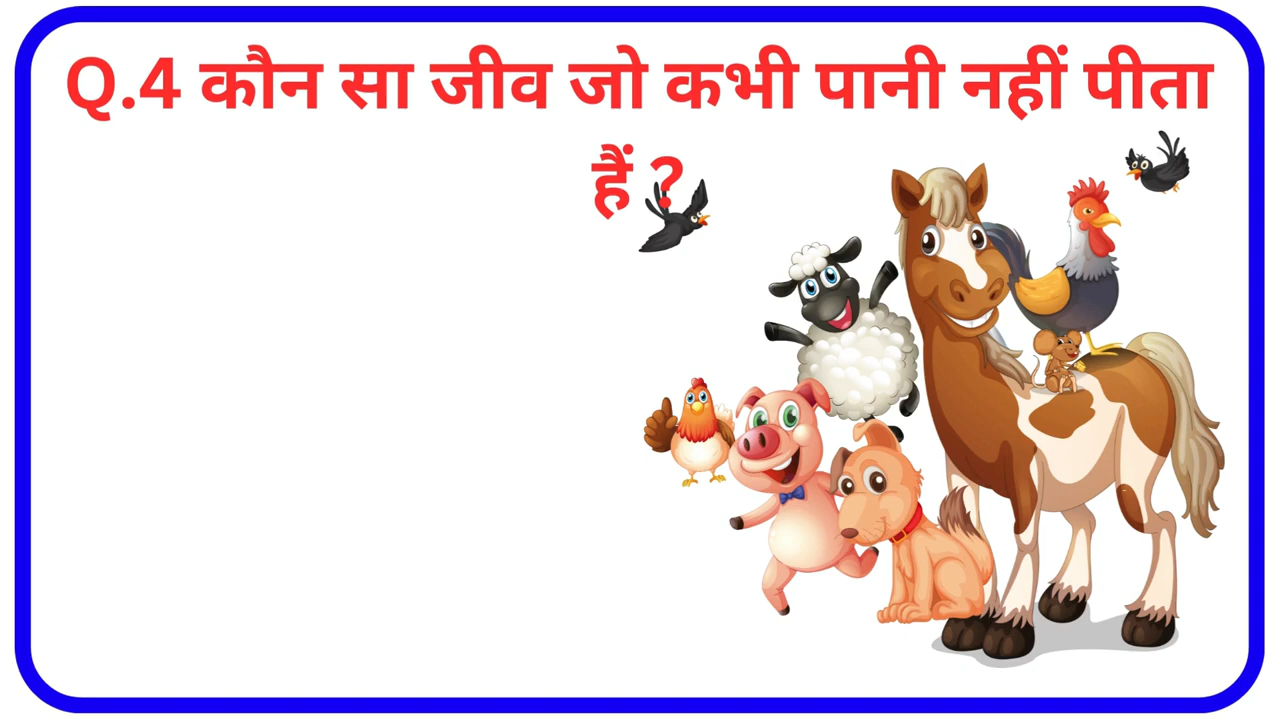 Q.4 कौन सा जीव जो कभी पानी नहीं पीता
हैं ?